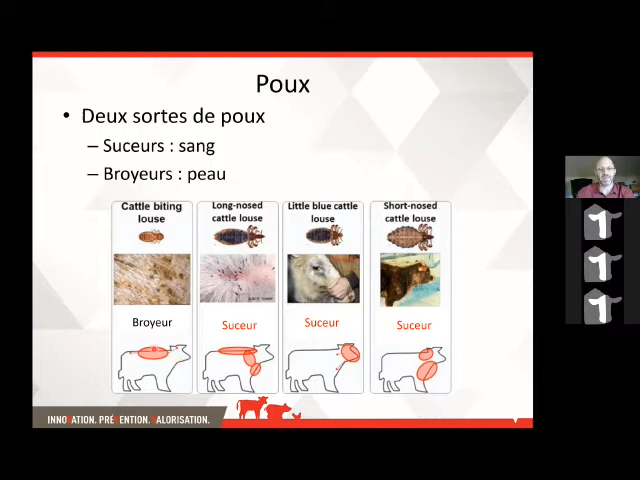 Poux
• Deux sortes de poux
– Suceurs : sang
– Broyeurs : peau
Cattle biting
louse
Broyeur
Long-nosed
cattle louse
Suceur
Little blue cattle
louse
Suceur
Short-nosed
cattle louse
Suceur
INNOVATION. PRÉVENTION. VALORISATION.